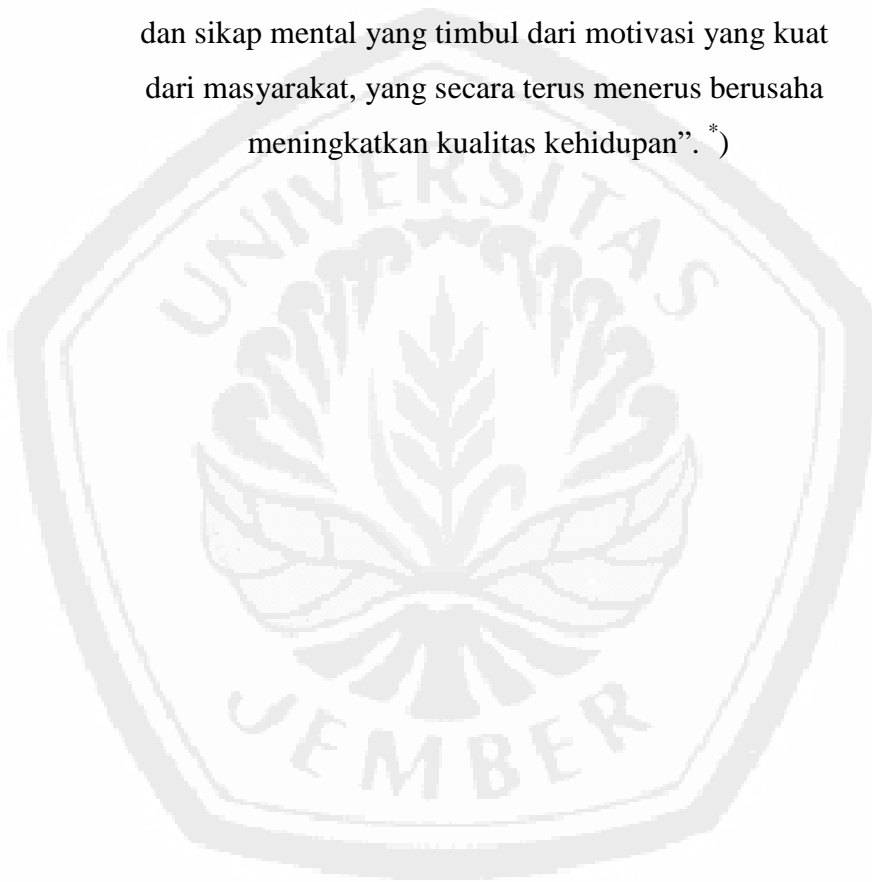 dan sikap mental yang timbul dari motivasi yang kuat
dari masyarakat, yang secara terus menerus berusaha
meningkatkan kualitas kehidupan”. *)
UNIVERSITAS
JEMBER